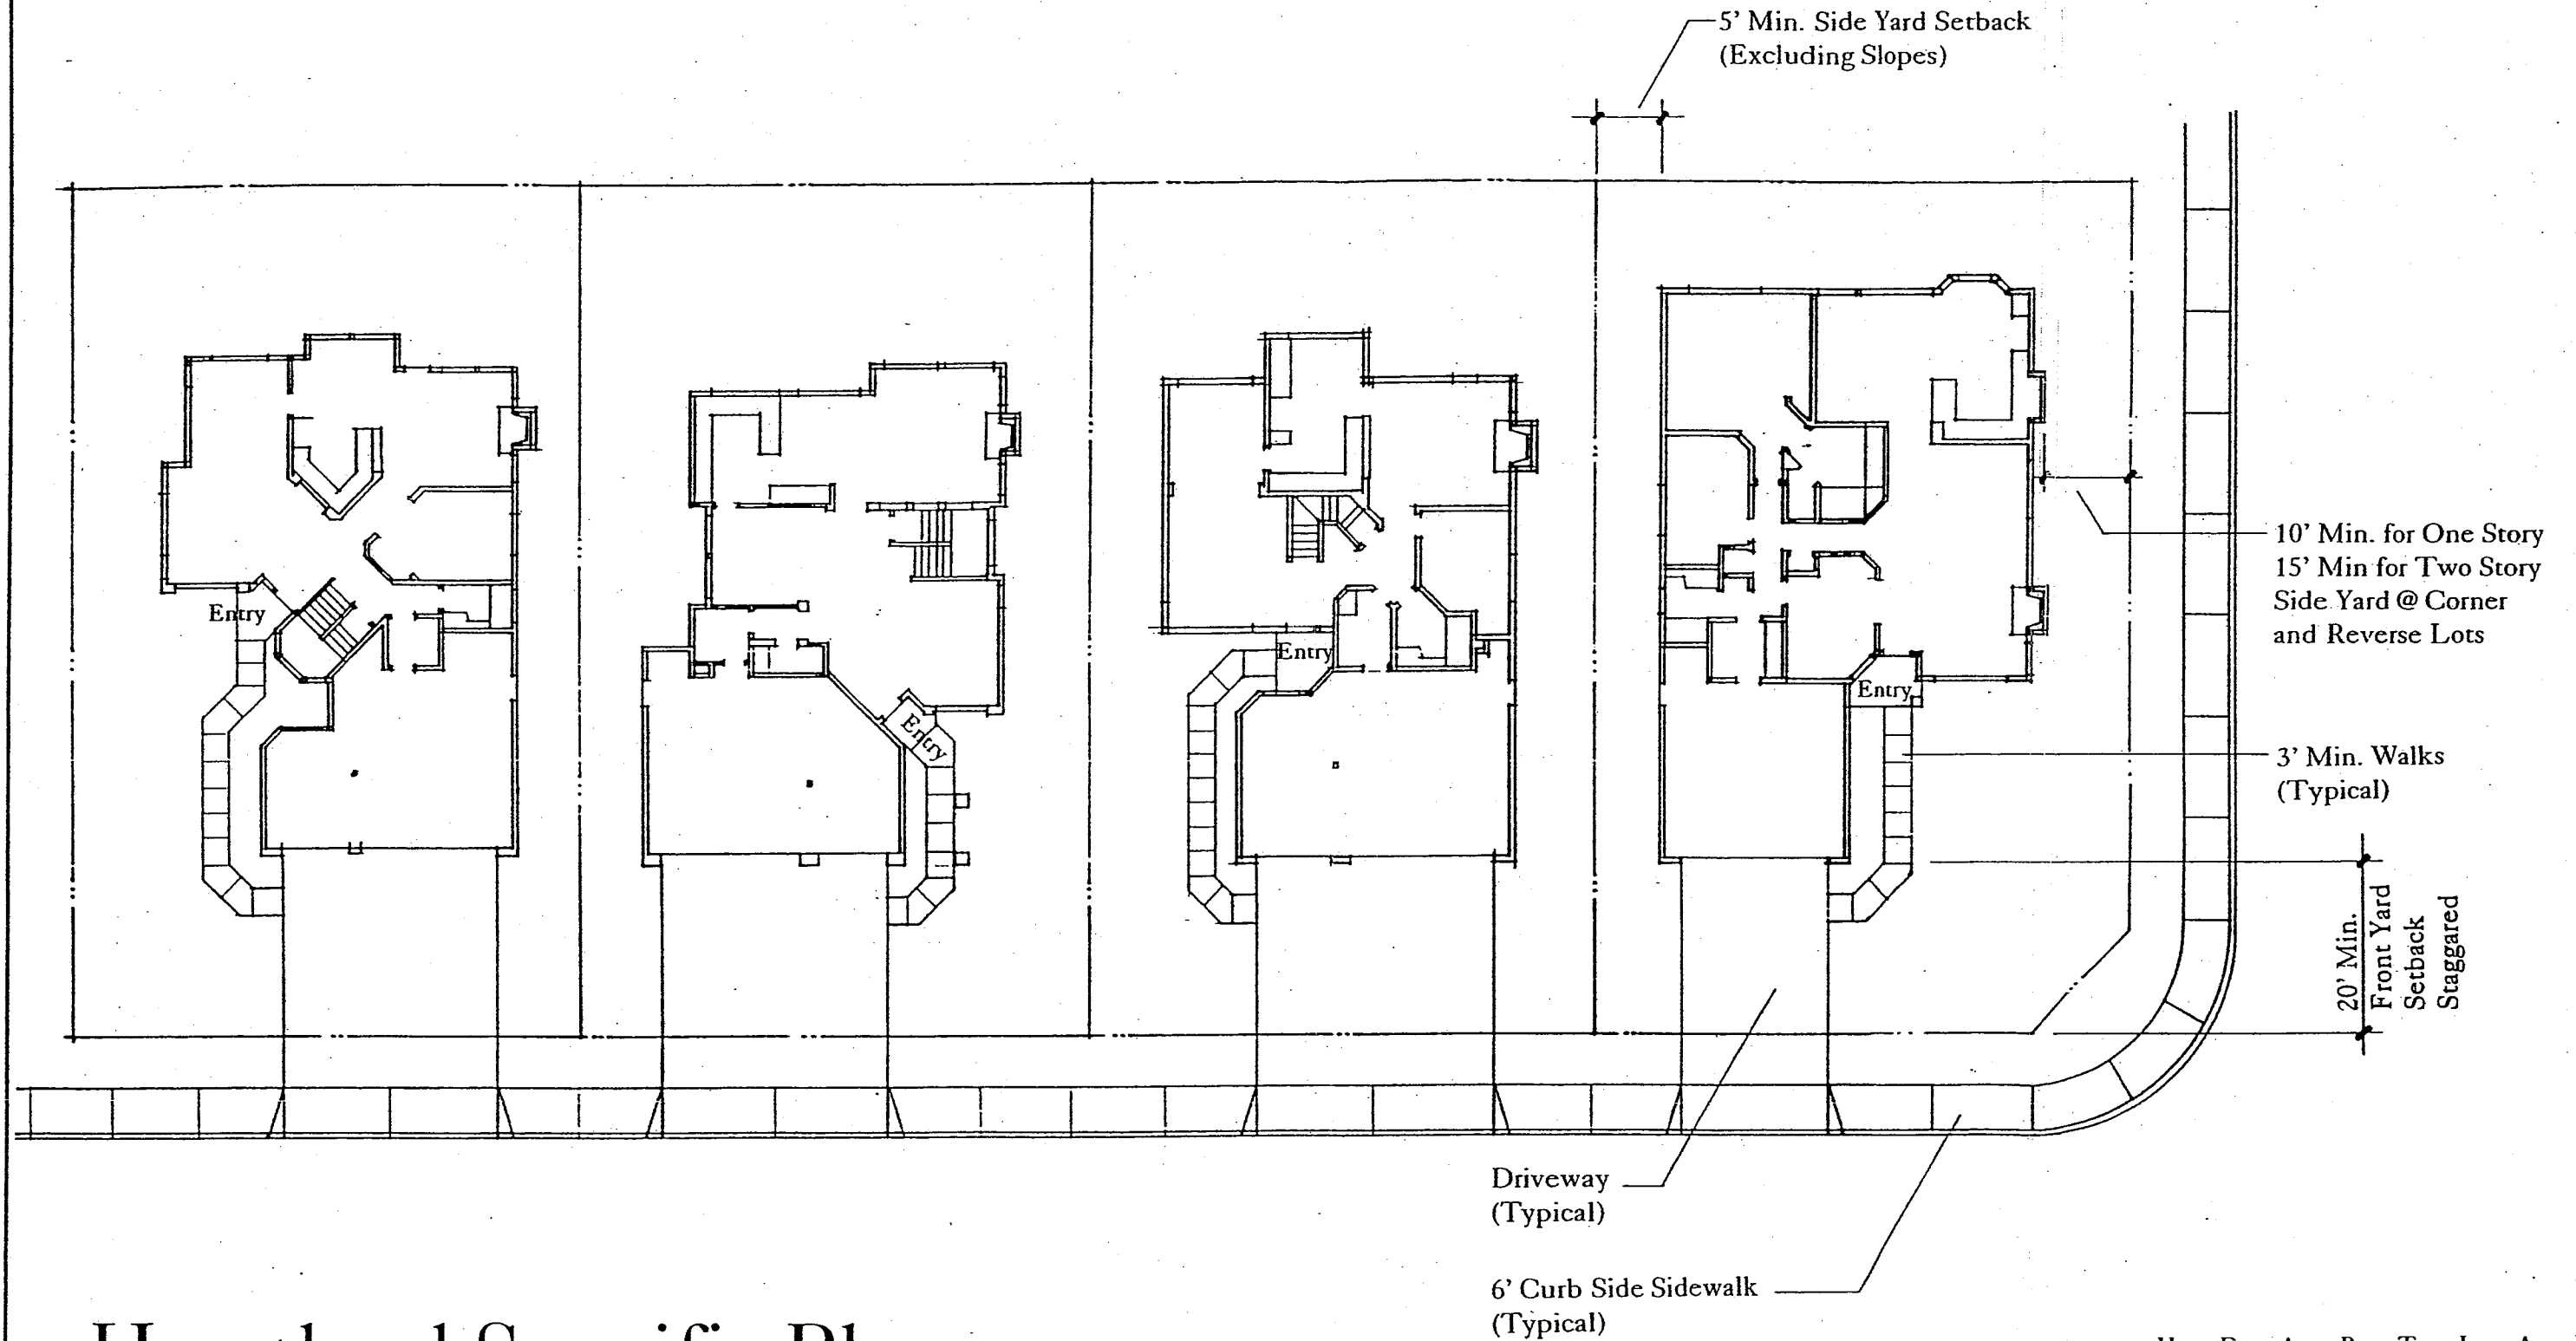 5' Min. Side Yard Setback
(Excluding Slopes)
10' Min. for One Story
15' Min for Two Story
Side Yard @ Corner
and Reverse Lots
Entry
Entry
Entry
Entry
3' Min. Walks
(Typical)
20' Min.
Front Yard
Setback
Staggared
Driveway
(Typical)
6' Curb Side Sidewalk
(Typical)